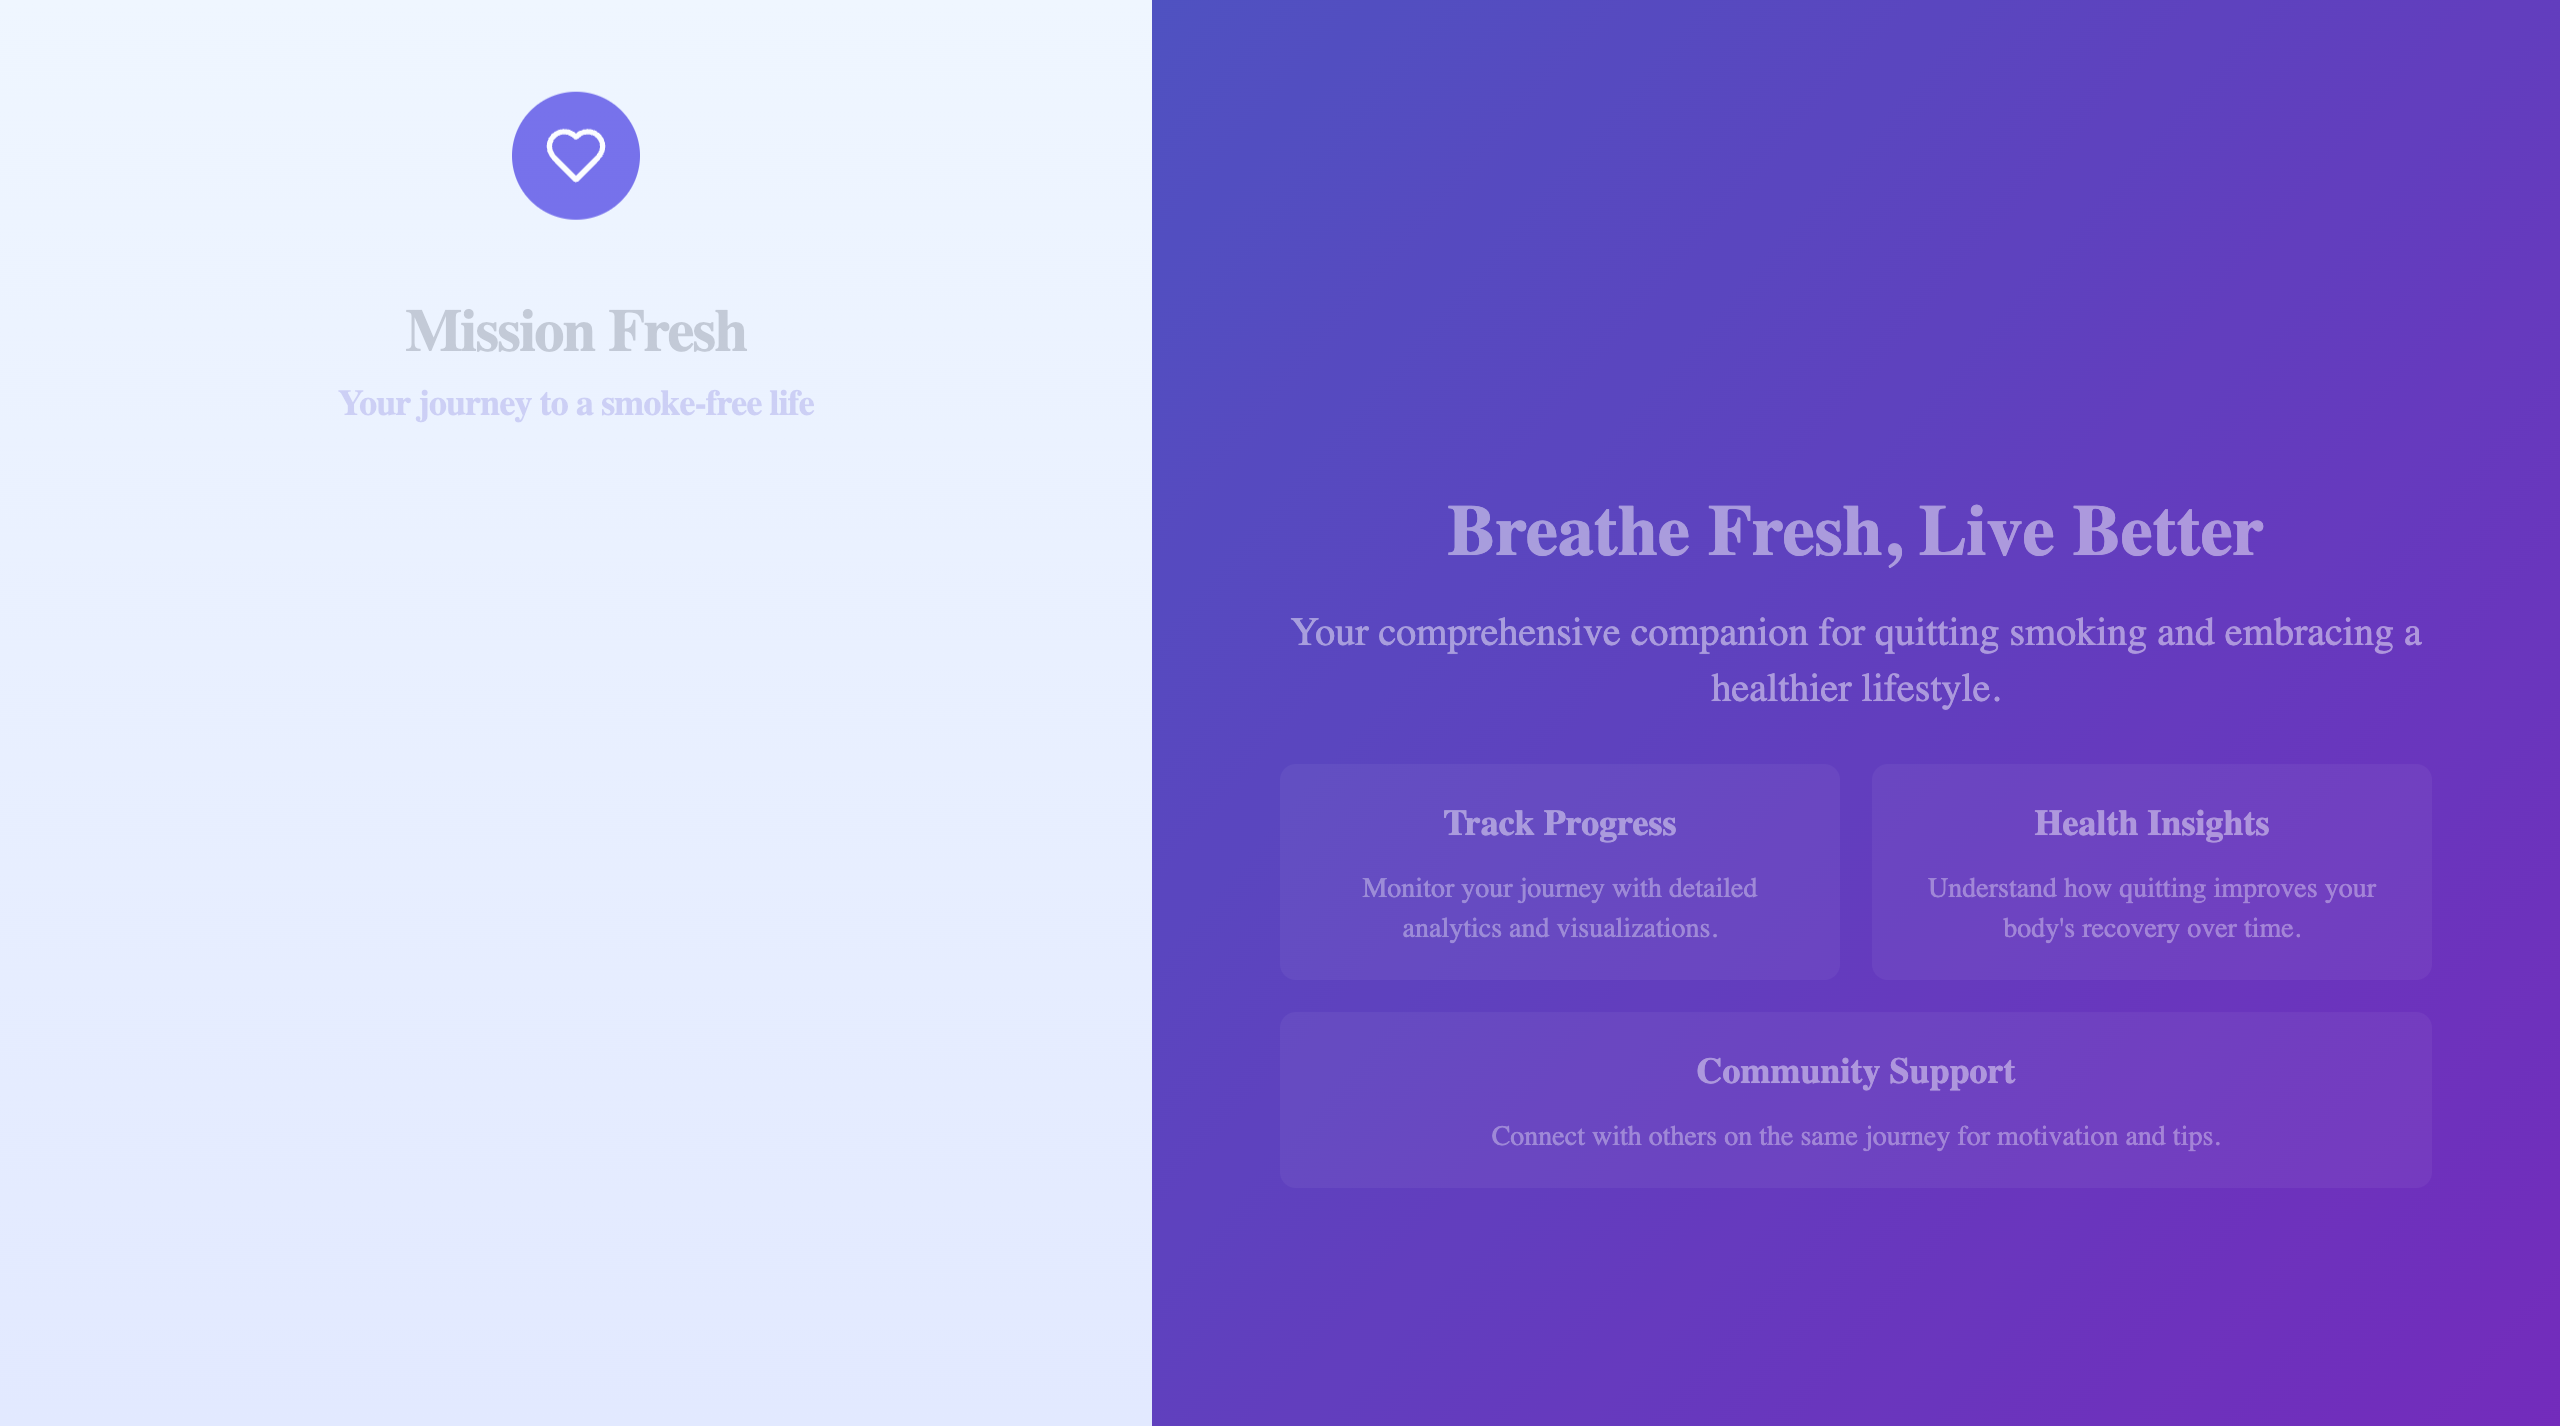 Mission Fresh
Your journey to a smoke-free life
Breathe Fresh, Live Better
Your comprehensive companion for quitting smoking and embracing a
healthier lifestyle.
Track Progress
Monitor your journey with detailed
analytics and visualizations.
Health Insights
Understand how quitting improves your
body's recovery over time.
Community Support
Connect with others on the same journey for motivation and tips.